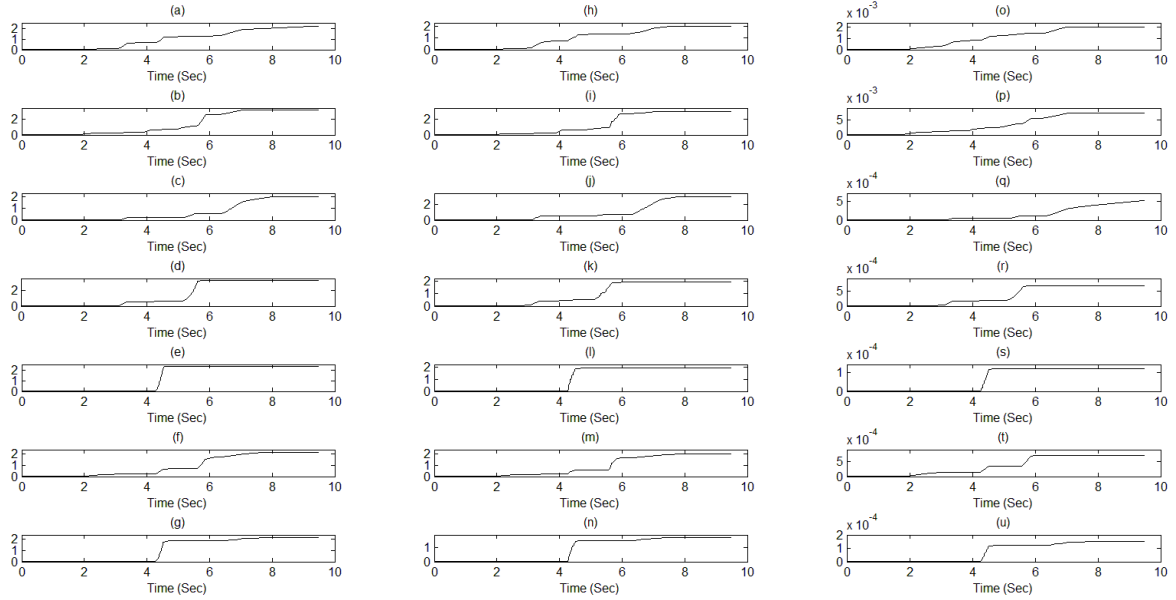 (a) (h) (o)
x 10^-3
2 2 2
1 1 1
0 0 0
0 2 4 6 8 10 0 2 4 6 8 10 0 2 4 6 8 10
Time (Sec) Time (Sec) Time (Sec)
(b) (i) (p)
x 10^-3
2 2 5
0 0 0
0 2 4 6 8 10 0 2 4 6 8 10 0 2 4 6 8 10
Time (Sec) Time (Sec) Time (Sec)
(c) (j) (q)
x 10^-4
2 2 5
1
0 0 0
0 2 4 6 8 10 0 2 4 6 8 10 0 2 4 6 8 10
Time (Sec) Time (Sec) Time (Sec)
(d) (k) (r)
x 10^-4
2 2 5
1
0 0 0
0 2 4 6 8 10 0 2 4 6 8 10 0 2 4 6 8 10
Time (Sec) Time (Sec) Time (Sec)
(e) (l) (s)
x 10^-4
2 2 1
1 1
0 0 0
0 2 4 6 8 10 0 2 4 6 8 10 0 2 4 6 8 10
Time (Sec) Time (Sec) Time (Sec)
(f) (m) (t)
x 10^-4
2 2 5
1 1
0 0 0
0 2 4 6 8 10 0 2 4 6 8 10 0 2 4 6 8 10
Time (Sec) Time (Sec) Time (Sec)
(g) (n) (u)
x 10^-4
2 1 2
1 1
0 0 0
0 2 4 6 8 10 0 2 4 6 8 10 0 2 4 6 8 10
Time (Sec) Time (Sec) Time (Sec)